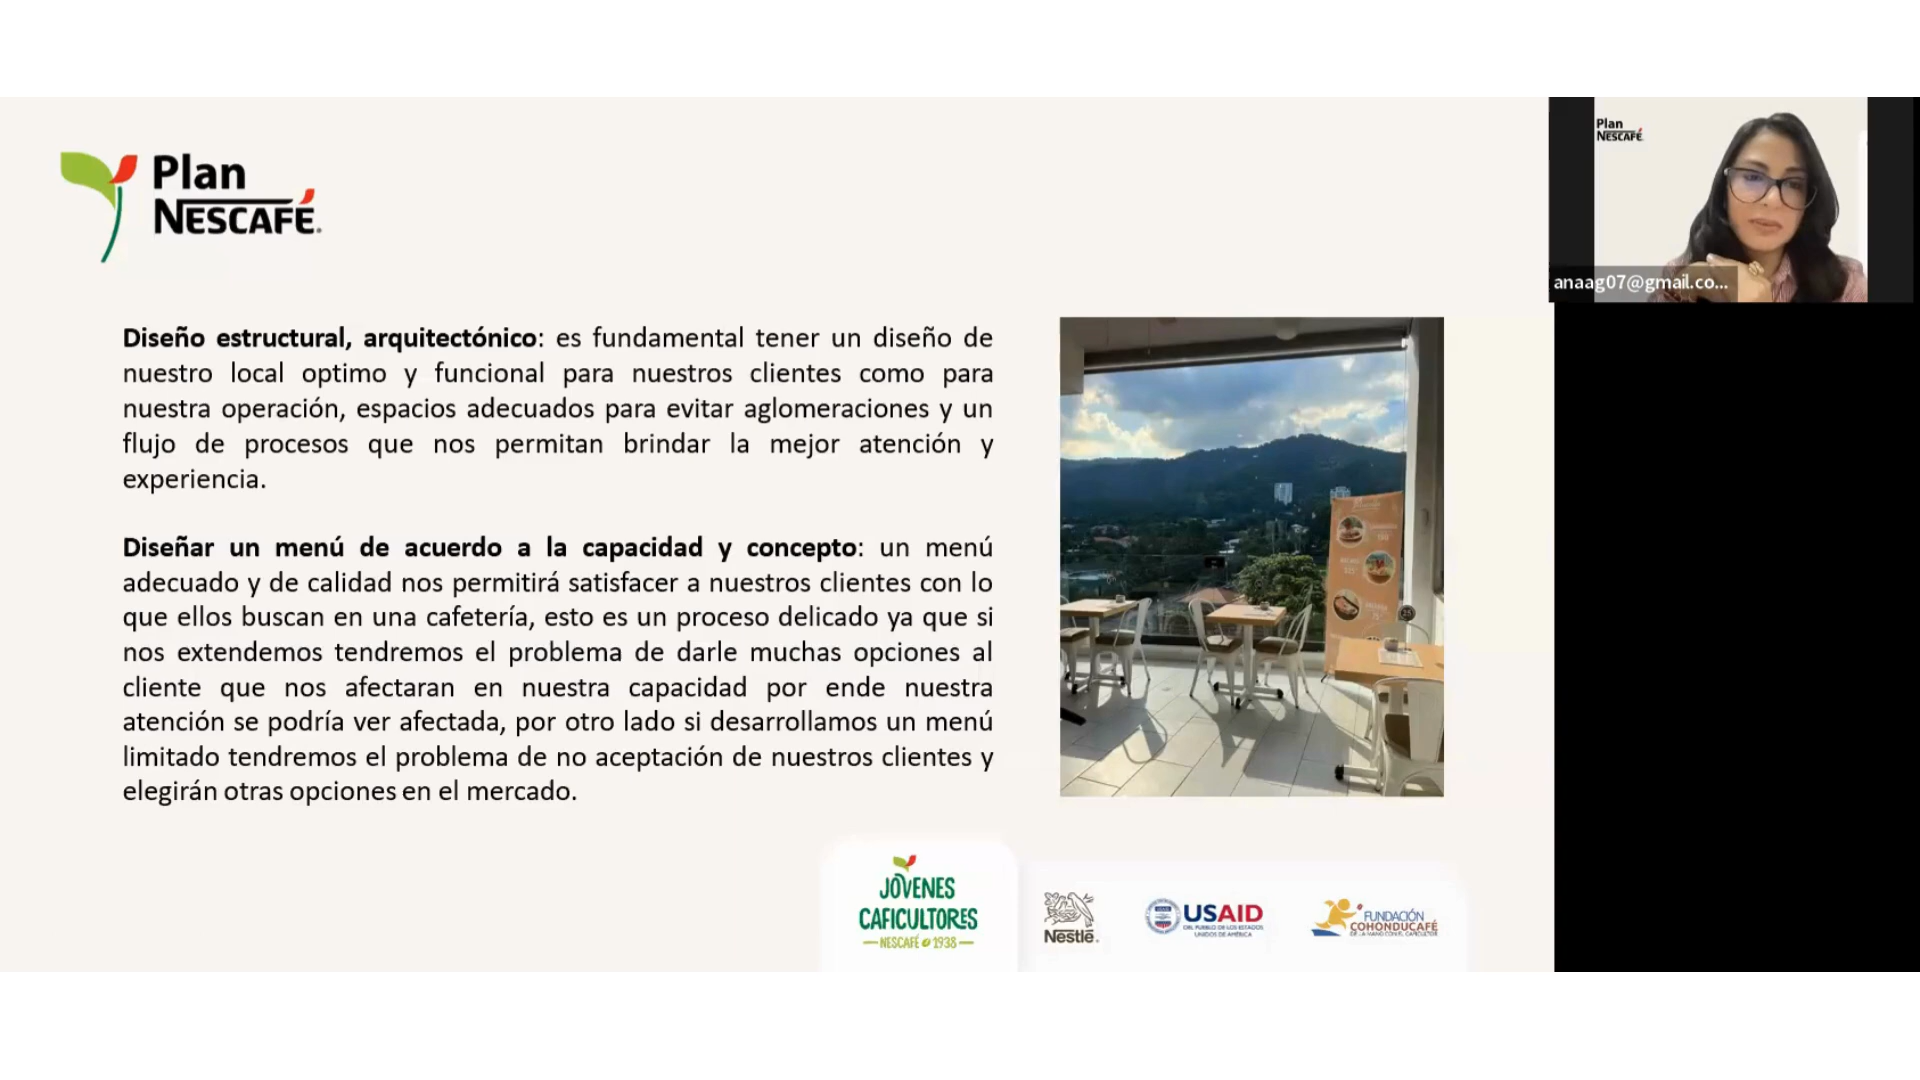 Plan
NESCAFÉ.
Plan
NESCAFÉ.
anaag07@gmail.co...
Diseño estructural, arquitectónico: es fundamental tener un diseño de
nuestro local optimo y funcional para nuestros clientes como para
nuestra operación, espacios adecuados para evitar aglomeraciones y un
flujo de procesos que nos permitan brindar la mejor atención y
experiencia.
Diseñar un menú de acuerdo a la capacidad y concepto: un menú
adecuado y de calidad nos permitirá satisfacer a nuestros clientes con lo
que ellos buscan en una cafetería, esto es un proceso delicado ya que si
nos extendemos tendremos el problema de darle muchas opciones al
cliente que nos afectaran en nuestra capacidad por ende nuestra
atención se podría ver afectada, por otro lado si desarrollamos un menú
limitado tendremos el problema de no aceptación de nuestros clientes y
elegirán otras opciones en el mercado.
JÓVENES
CAFICULTORES
NESCAFÉ 1938
Nestlé.
USAID
DEL PUEBLO DE LOS ESTADOS
UNIDOS DE AMÉRICA
FUNDACIÓN
COHONDUCAFÉ
DE LA MANO CON EL CAFICULTOR